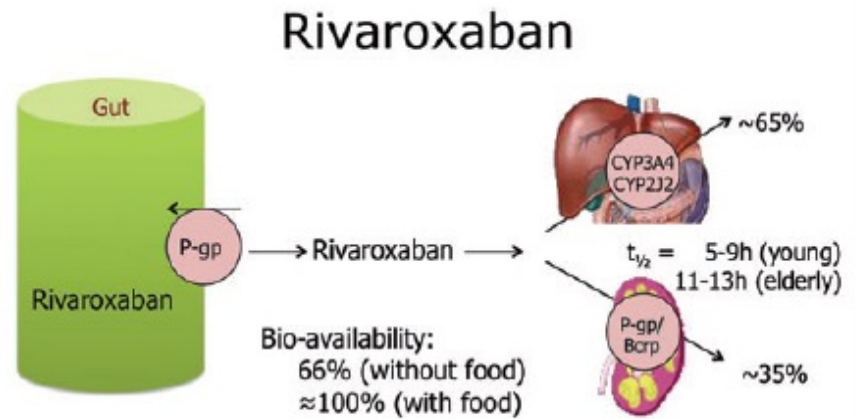 Rivaroxaban
Gut
P-gp
Rivaroxaban
Rivaroxaban
Bio-availability:
66% (without food)
≈100% (with food)
CYP3A4
CYP2J2
~65%
t½ = 5-9h (young)
11-13h (elderly)
P-gp/
Bcrp
~35%